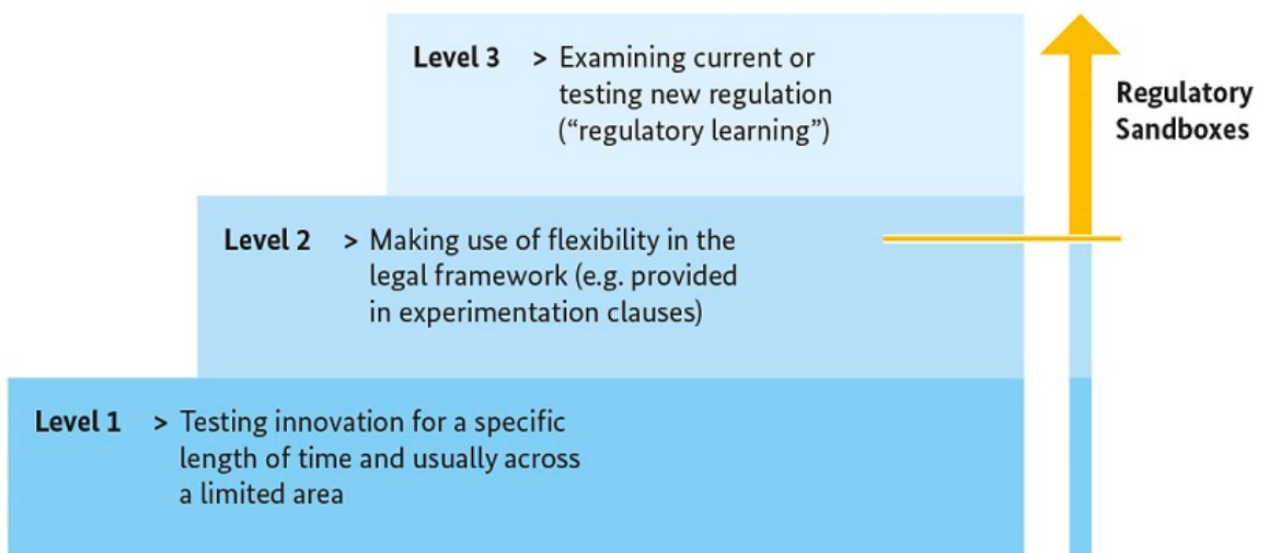 Level 3 > Examining current or
testing new regulation
(“regulatory learning”)
Regulatory
Sandboxes
Level 2 > Making use of flexibility in the
legal framework (e.g. provided
in experimentation clauses)
Level 1 > Testing innovation for a specific
length of time and usually across
a limited area